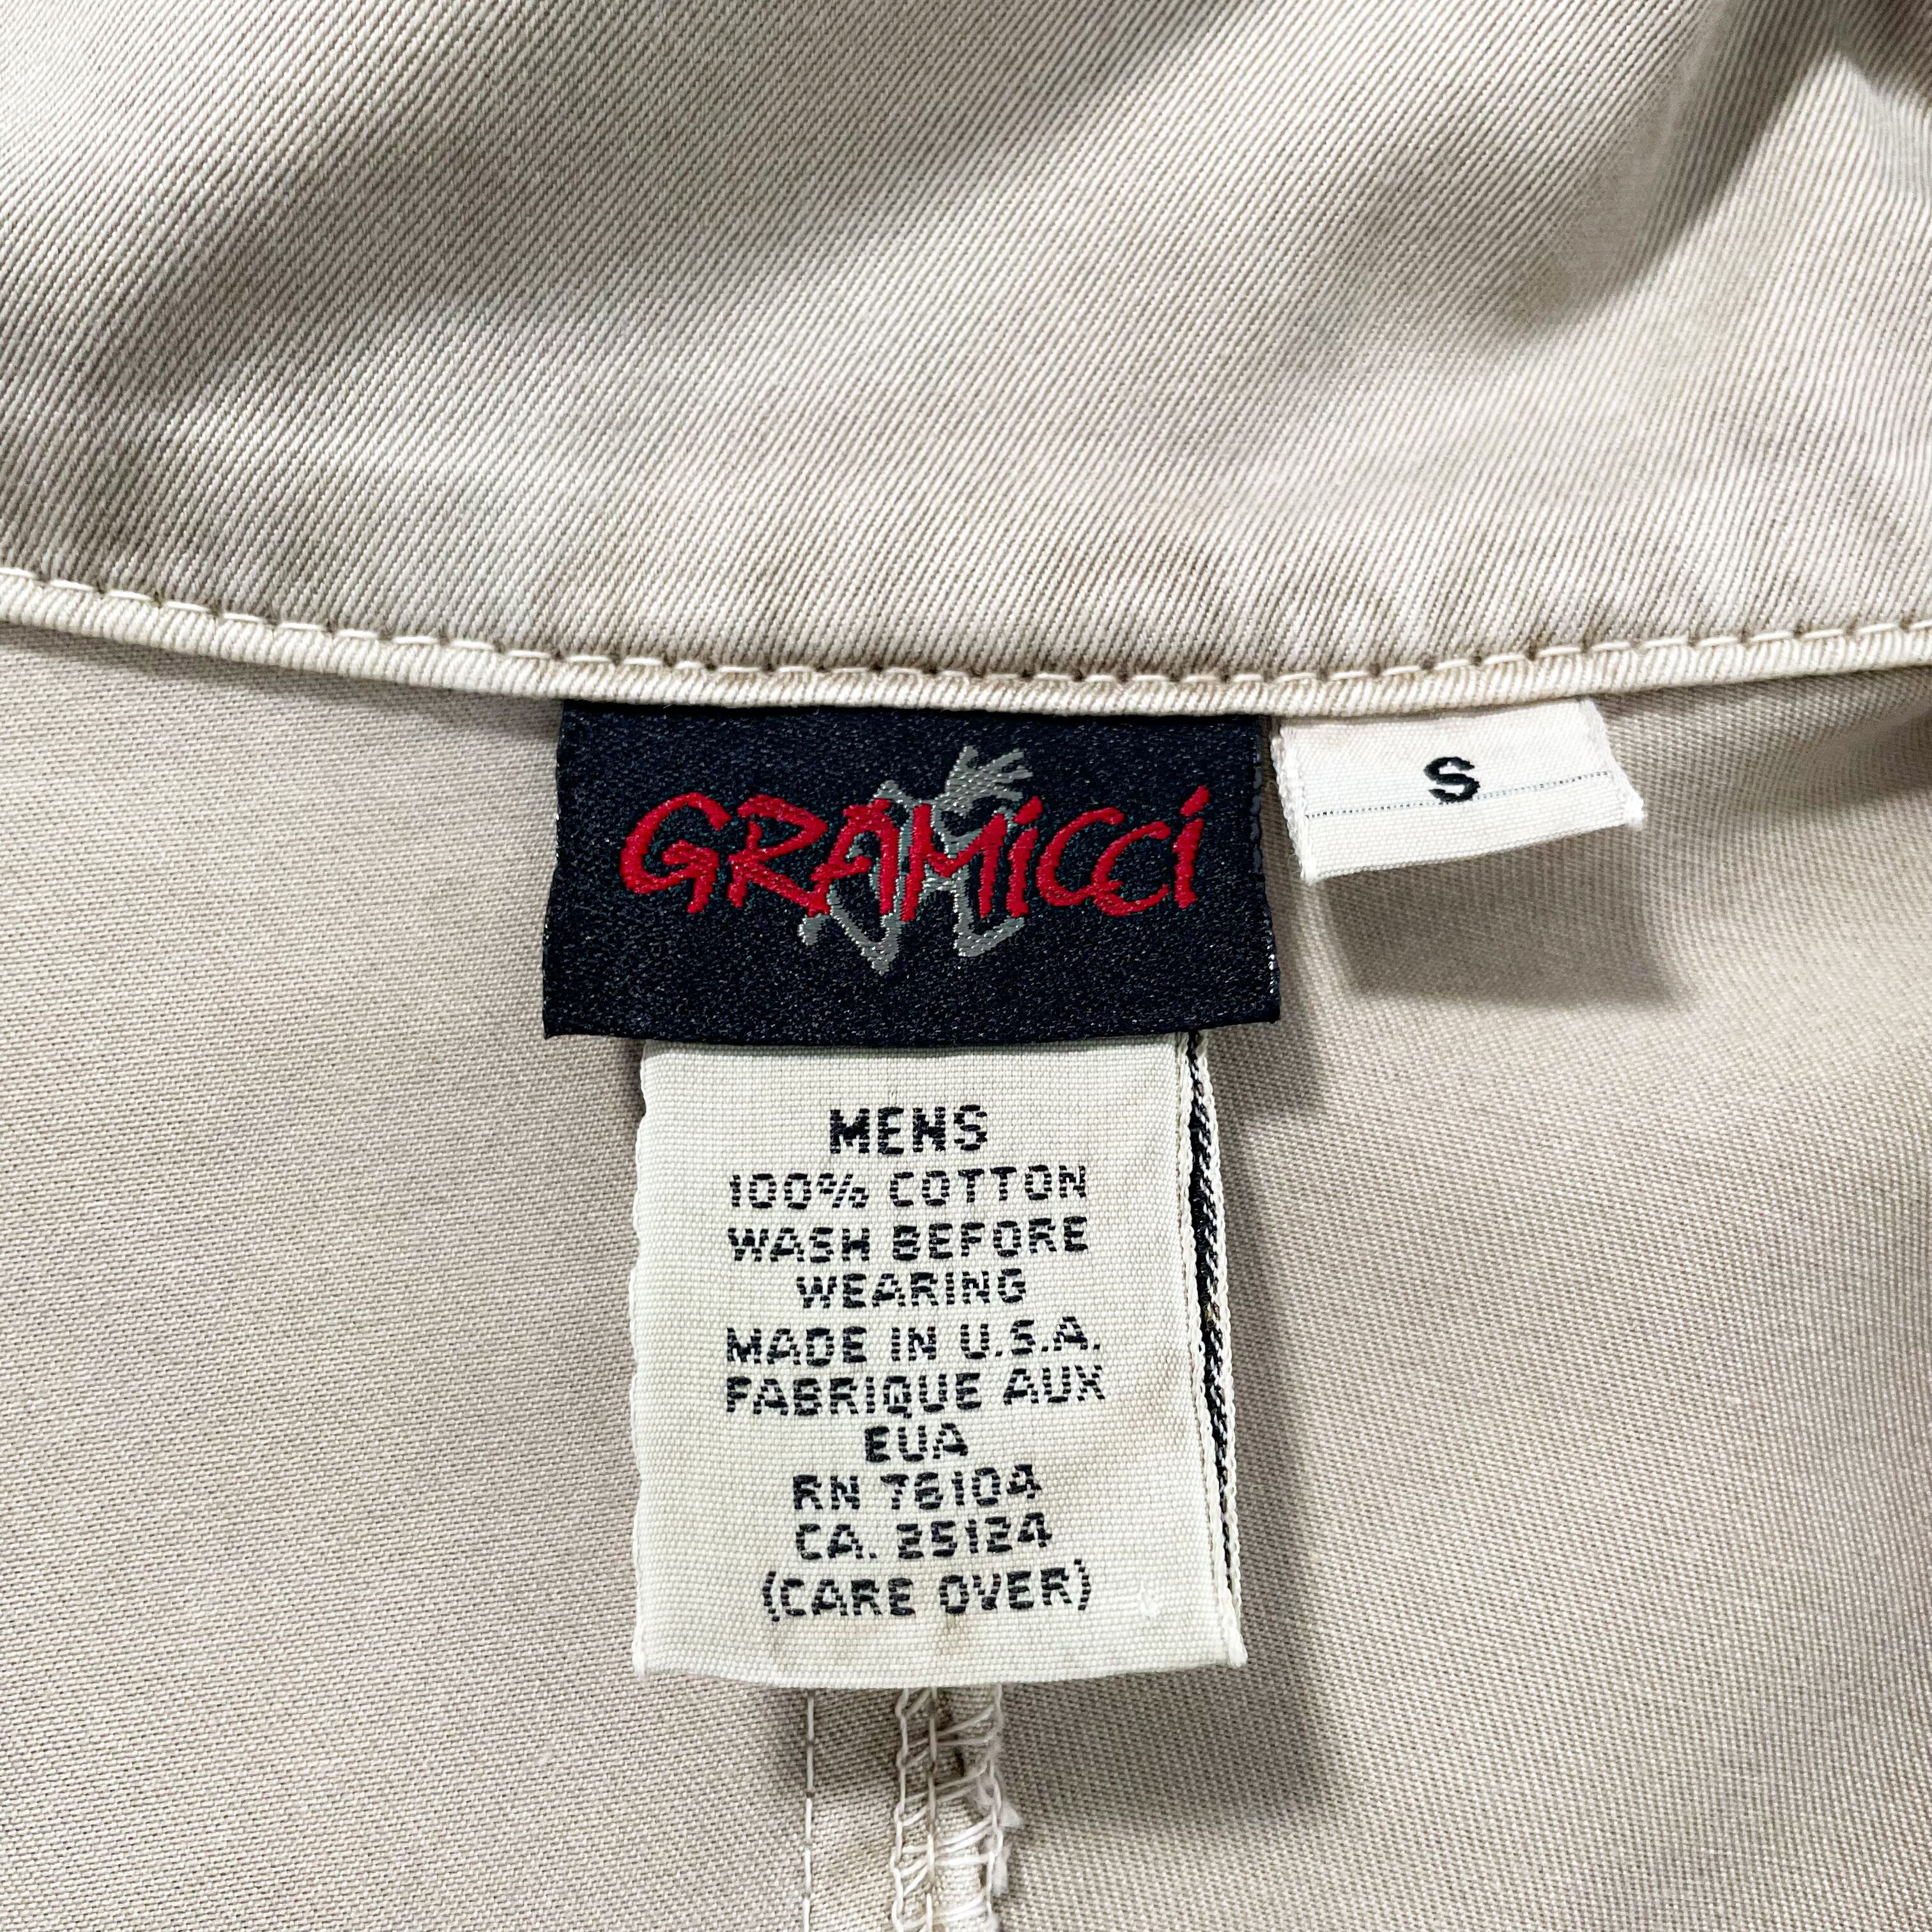 GRAMiCCi
S
MENS
100% COTTON
WASH BEFORE
WEARING
MADE IN U.S.A.
FABRIQUE AUX
EUA
RN 76104
CA. 25124
(CARE OVER)